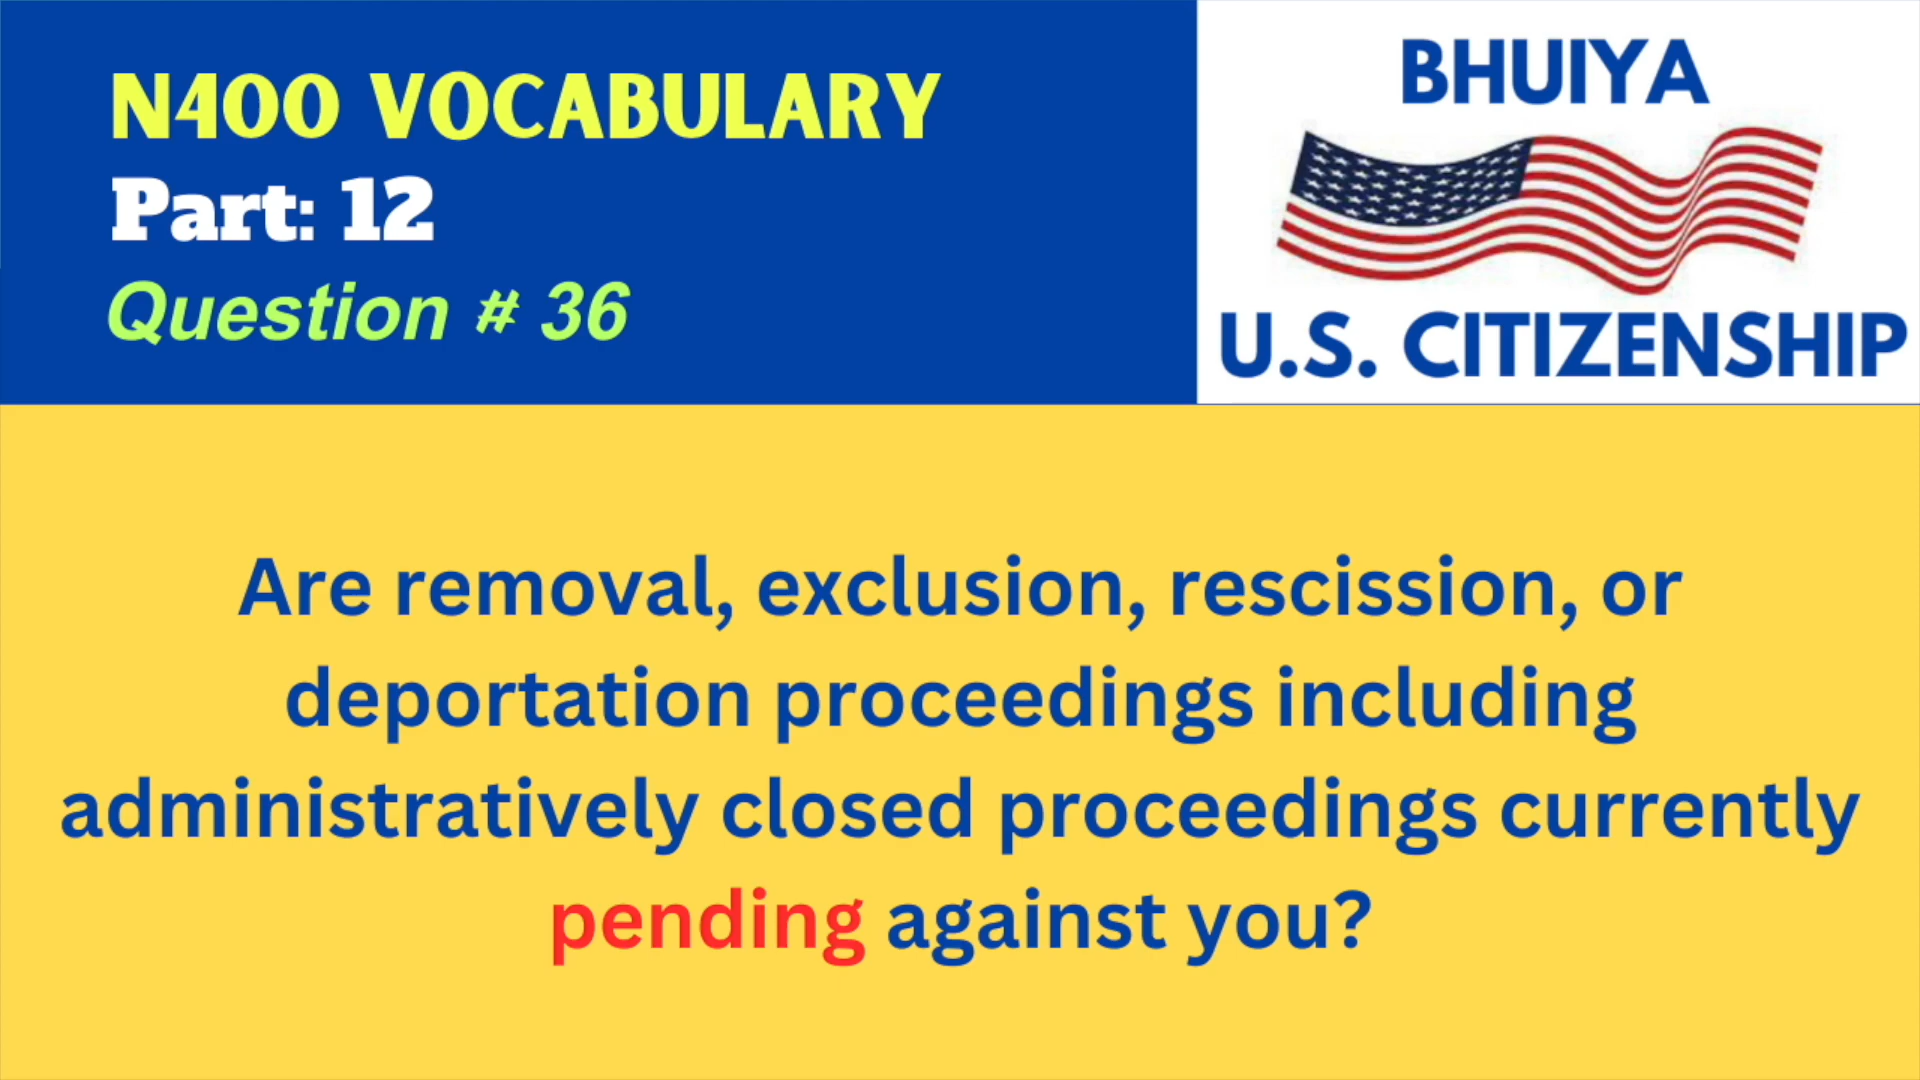 N400 VOCABULARY
Part: 12
Question # 36
BHUIYA
U.S. CITIZENSHIP
Are removal, exclusion, rescission, or
deportation proceedings including
administratively closed proceedings currently
pending against you?